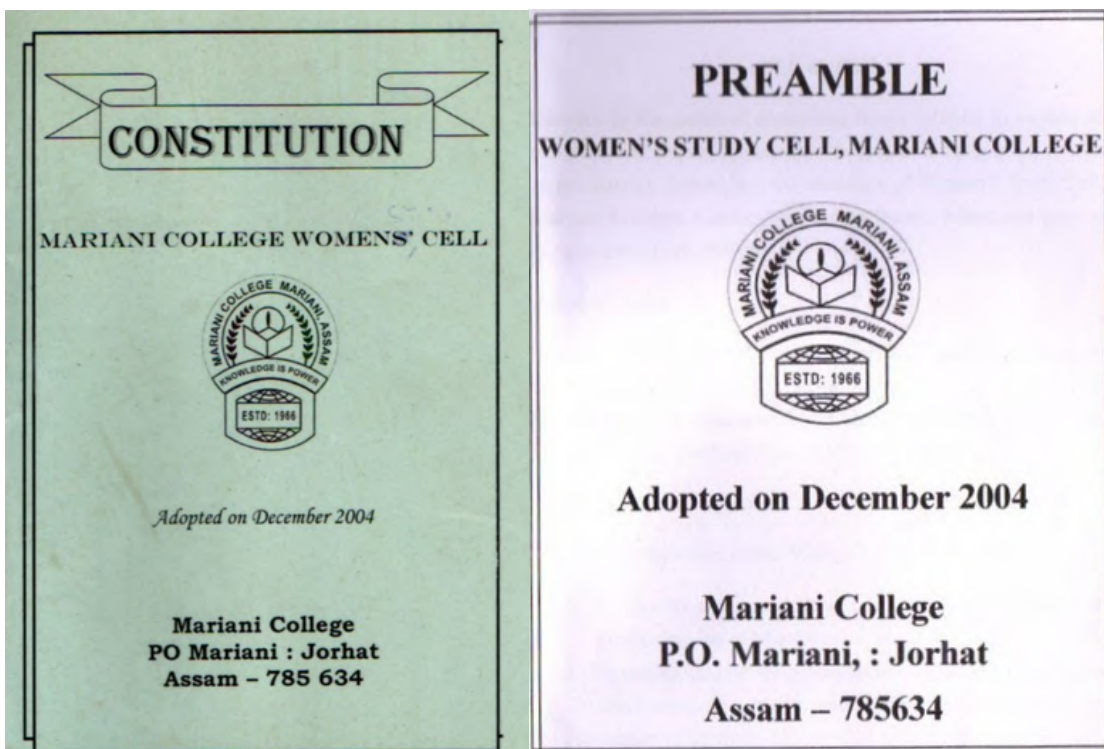 CONSTITUTION
MARIANI COLLEGE WOMENS' CELL
MARIANI COLLEGE MARIANI, ASSAM
KNOWLEDGE IS POWER
ESTD: 1966
Adopted on December 2004
Mariani College
PO Mariani : Jorhat
Assam – 785 634
PREAMBLE
WOMEN'S STUDY CELL, MARIANI COLLEGE
MARIANI COLLEGE MARIANI, ASSAM
KNOWLEDGE IS POWER
ESTD: 1966
Adopted on December 2004
Mariani College
P.O. Mariani, : Jorhat
Assam – 785634